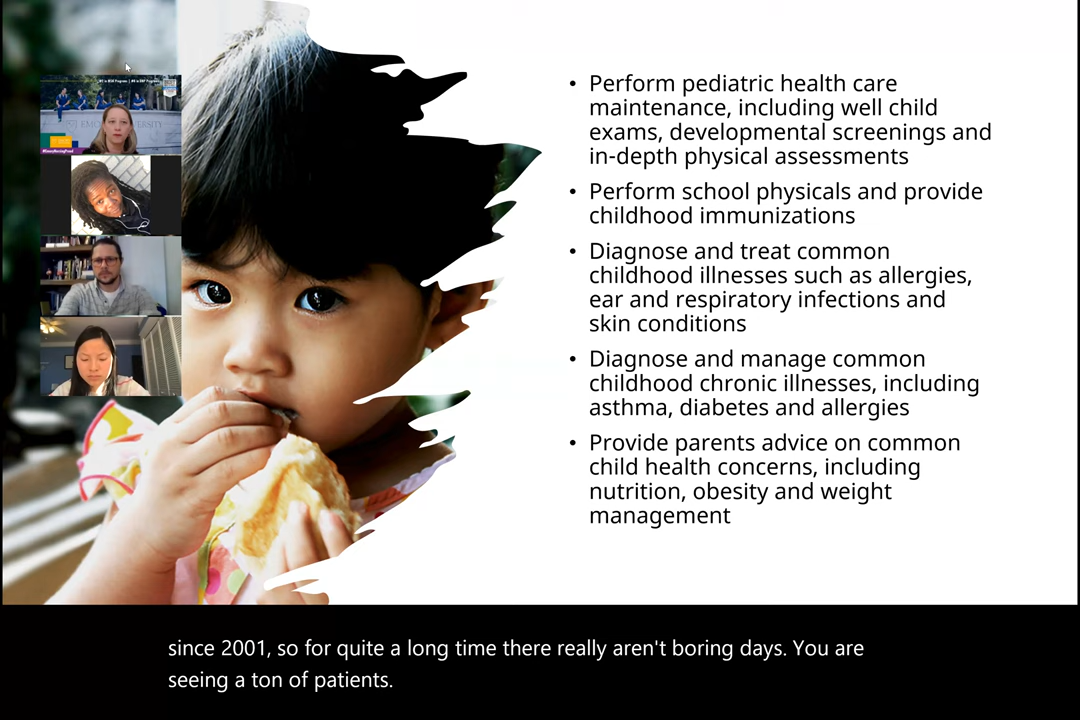 EMORY UNIVERSITY
#EmoryNursingProud
• Perform pediatric health care
maintenance, including well child
exams, developmental screenings and
in-depth physical assessments
• Perform school physicals and provide
childhood immunizations
• Diagnose and treat common
childhood illnesses such as allergies,
ear and respiratory infections and
skin conditions
• Diagnose and manage common
childhood chronic illnesses, including
asthma, diabetes and allergies
• Provide parents advice on common
child health concerns, including
nutrition, obesity and weight
management
since 2001, so for quite a long time there really aren't boring days. You are
seeing a ton of patients.